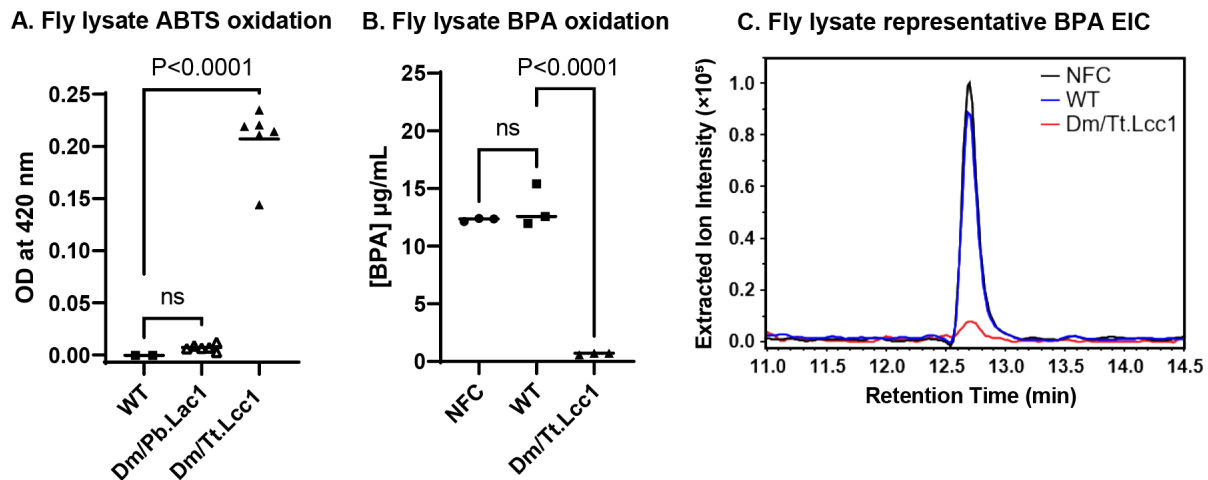 A. Fly lysate ABTS oxidation
P<0.0001
ns
OD at 420 nm
0.25
0.20
0.15
0.10
0.05
0.00
WT
Dm/Pb.Lac1
Dm/Tt.Lcc1
B. Fly lysate BPA oxidation
P<0.0001
ns
[BPA] µg/mL
25
20
15
10
5
0
NFC
WT
Dm/Tt.Lcc1
C. Fly lysate representative BPA EIC
NFC
WT
Dm/Tt.Lcc1
Extracted Ion Intensity (×10⁵)
1.0
0.8
0.6
0.4
0.2
0.0
11.0 11.5 12.0 12.5 13.0 13.5 14.0 14.5
Retention Time (min)